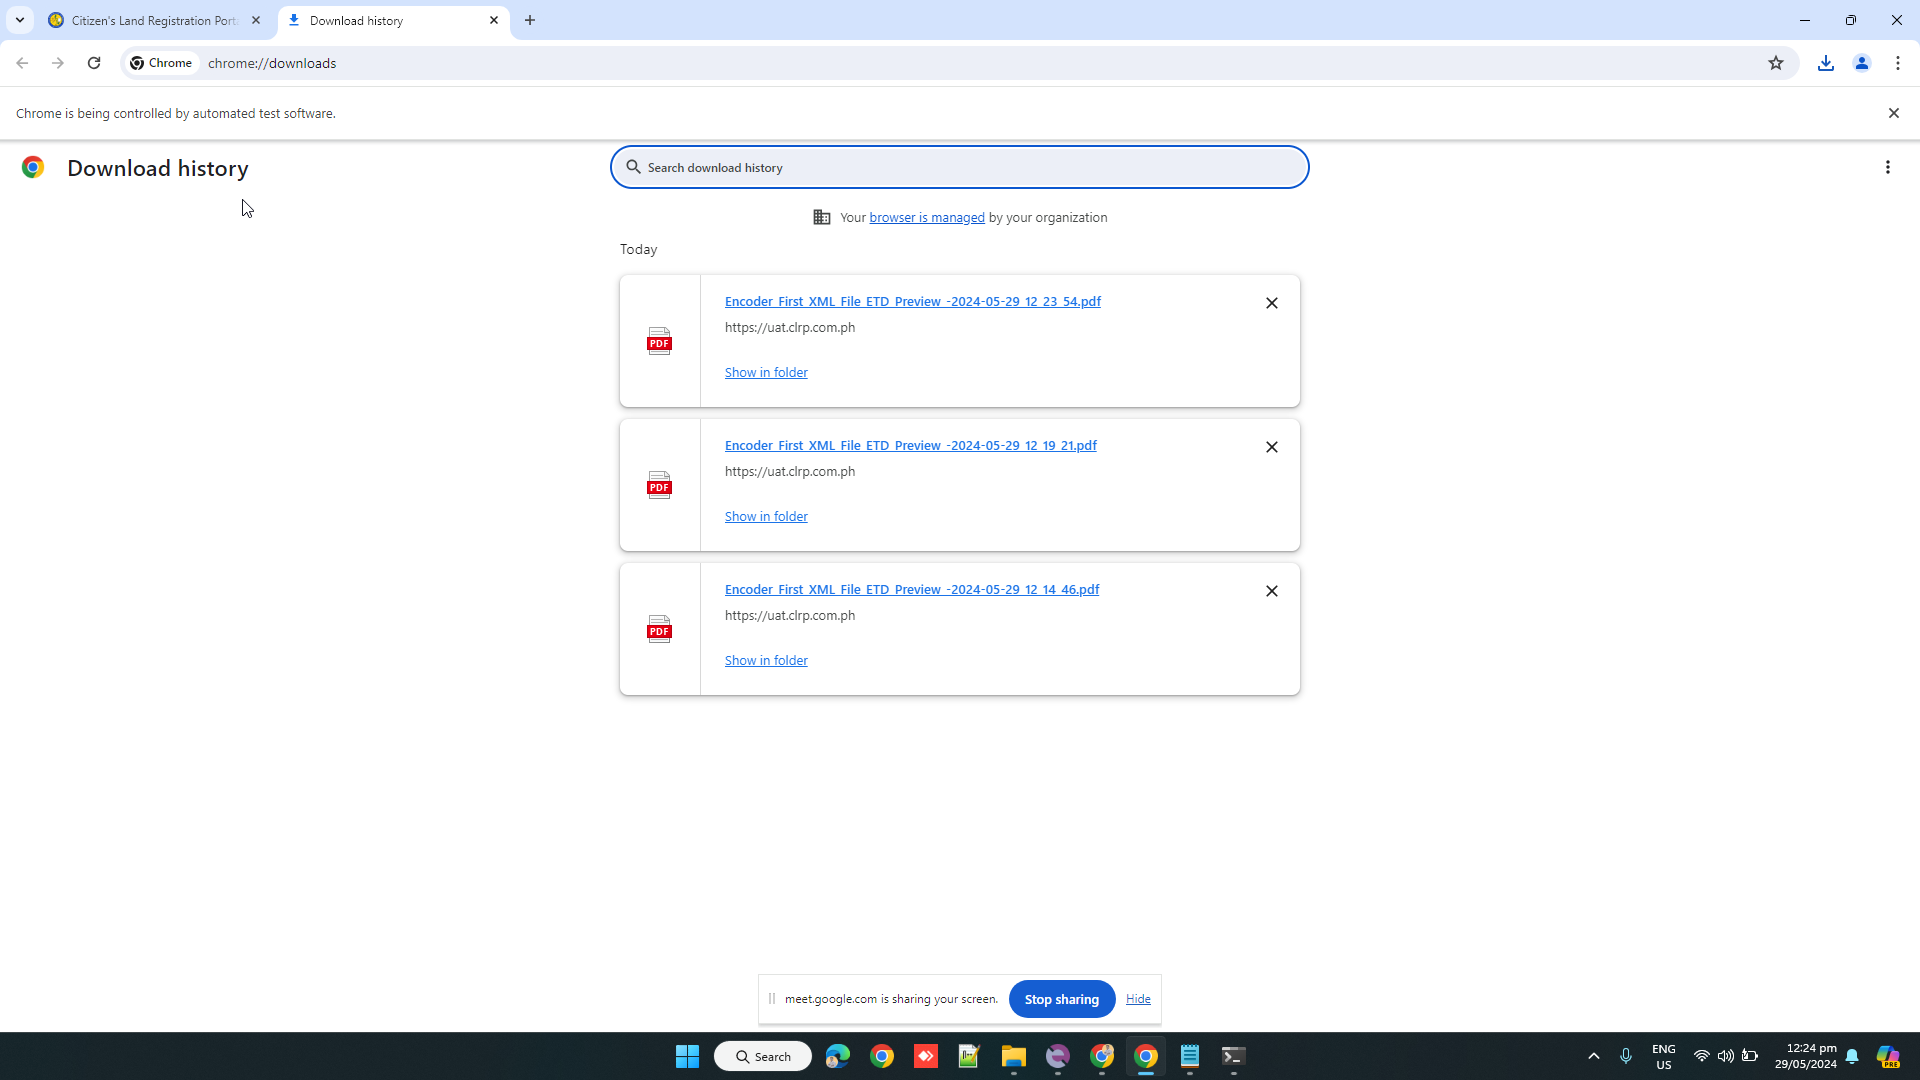 Citizen's Land Registration Port
Download history
Chrome
chrome://downloads
Chrome is being controlled by automated test software.
Download history
Search download history
Your browser is managed by your organization
Today
PDF
Encoder_First_XML_File_ETD_Preview_-2024-05-29_12_23_54.pdf
https://uat.clrp.com.ph
Show in folder
PDF
Encoder_First_XML_File_ETD_Preview_-2024-05-29_12_19_21.pdf
https://uat.clrp.com.ph
Show in folder
PDF
Encoder_First_XML_File_ETD_Preview_-2024-05-29_12_14_46.pdf
https://uat.clrp.com.ph
Show in folder
meet.google.com is sharing your screen.
Stop sharing
Hide
Search
ENG
US
12:24 pm
29/05/2024
PRE